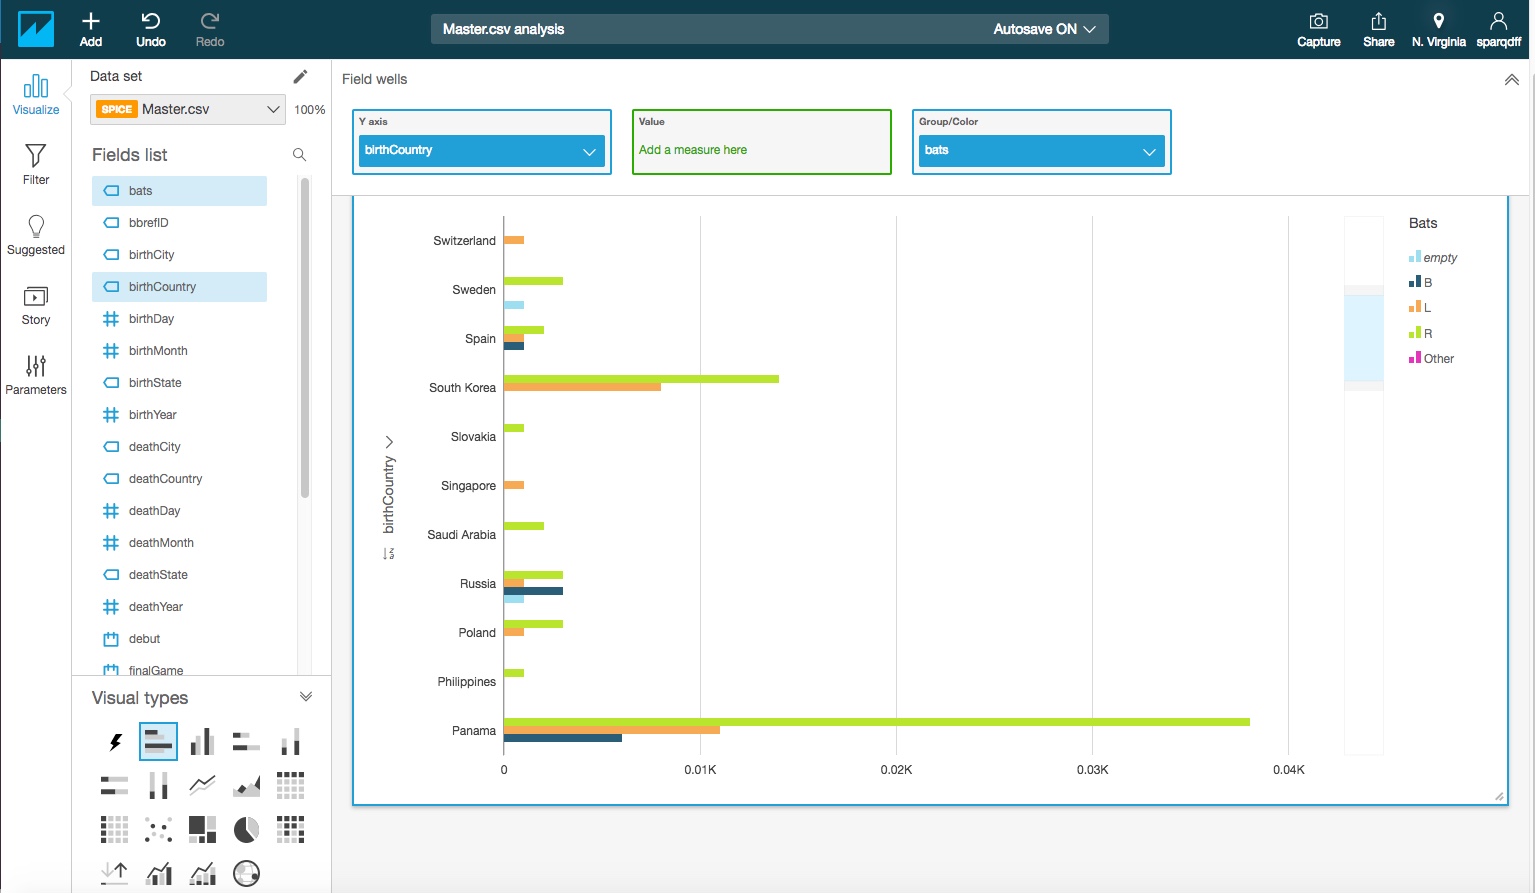 Add
Undo
Redo
Master.csv analysis
Autosave ON
Capture
Share
N. Virginia
sparqdff
Visualize
Filter
Suggested
Story
Parameters
Data set
SPICE Master.csv
100%
Fields list
bats
bbrefID
birthCity
birthCountry
birthDay
birthMonth
birthState
birthYear
deathCity
deathCountry
deathDay
deathMonth
deathState
deathYear
debut
finalGame
Visual types
Field wells
Y axis
birthCountry
Value
Add a measure here
Group/Color
bats
birthCountry
Switzerland
Sweden
Spain
South Korea
Slovakia
Singapore
Saudi Arabia
Russia
Poland
Philippines
Panama
0
0.01K
0.02K
0.03K
0.04K
Bats
empty
B
L
R
Other